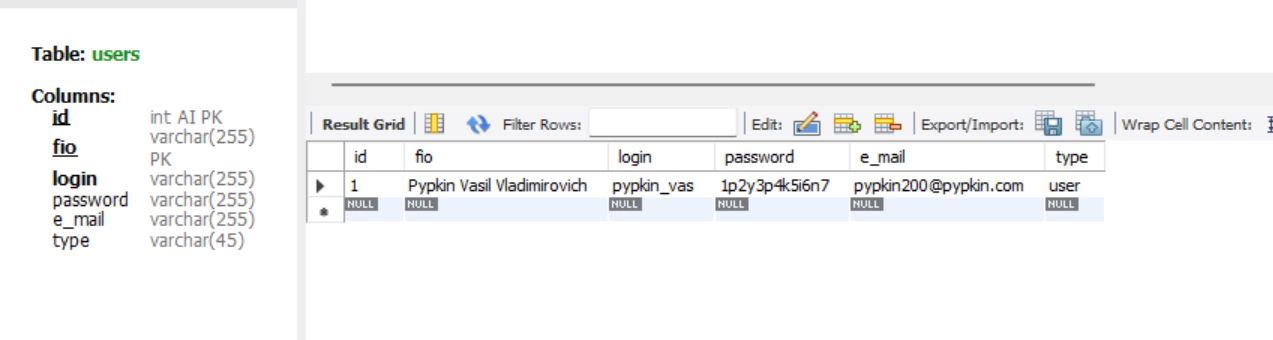 Table: users
Columns:
id int AI PK
fio varchar(255) PK
login varchar(255)
password varchar(255)
e_mail varchar(255)
type varchar(45)
Result Grid Filter Rows: Edit: Export/Import: Wrap Cell Content:
id fio login password e_mail type
1 Pypkin Vasil Vladimirovich pypkin_vas 1p2y3p4k5i6n7 pypkin200@pypkin.com user
NULL NULL NULL NULL NULL NULL